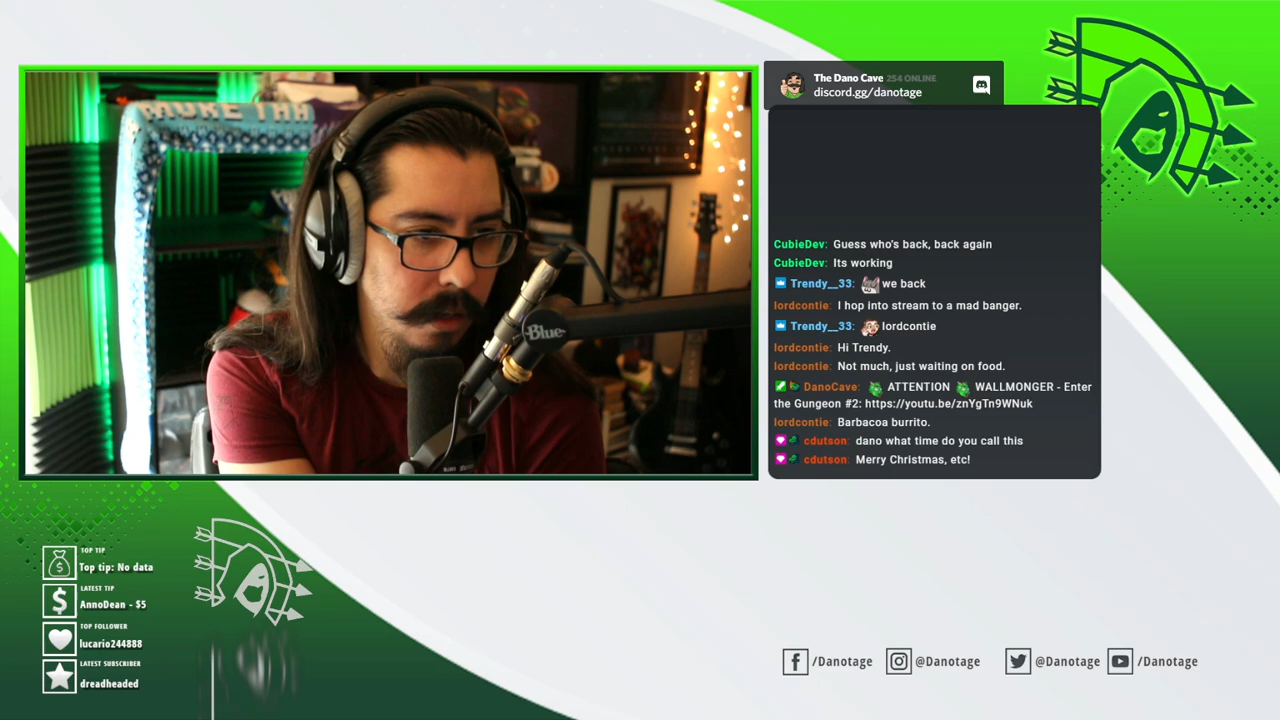 MORE THA
Blue
The Dano Cave 254 ONLINE
discord.gg/danotage
CubieDev: Guess who's back, back again
CubieDev: Its working
Trendy__33: we back
lordcontie: I hop into stream to a mad banger.
Trendy__33: lordcontie
lordcontie: Hi Trendy.
lordcontie: Not much, just waiting on food.
DanoCave: ATTENTION WALLMONGER - Enter
the Gungeon #2: https://youtu.be/znYgTn9WNuk
lordcontie: Barbacoa burrito.
cdutson: dano what time do you call this
cdutson: Merry Christmas, etc!
TOP TIP
Top tip: No data
LATEST TIP
AnnoDean - $5
TOP FOLLOWER
lucario244888
LATEST SUBSCRIBER
dreadheaded
/Danotage
@Danotage
@Danotage
/Danotage